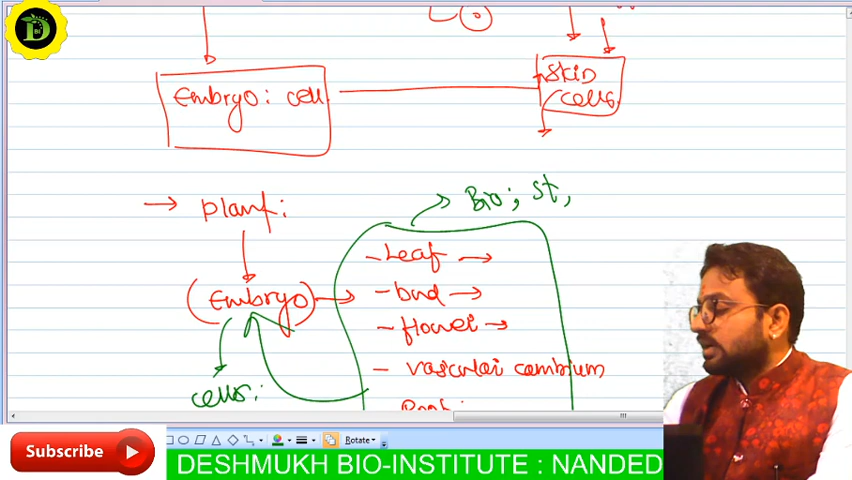 D
Embryo: cell
skin
cells
→ plant:
Bio; st,
(Embryo)
-Leaf →
-bud →
-flower →
- vascular cambium
cells:
Root:
Subscribe
Rotate
DESHMUKH BIO-INSTITUTE : NANDED